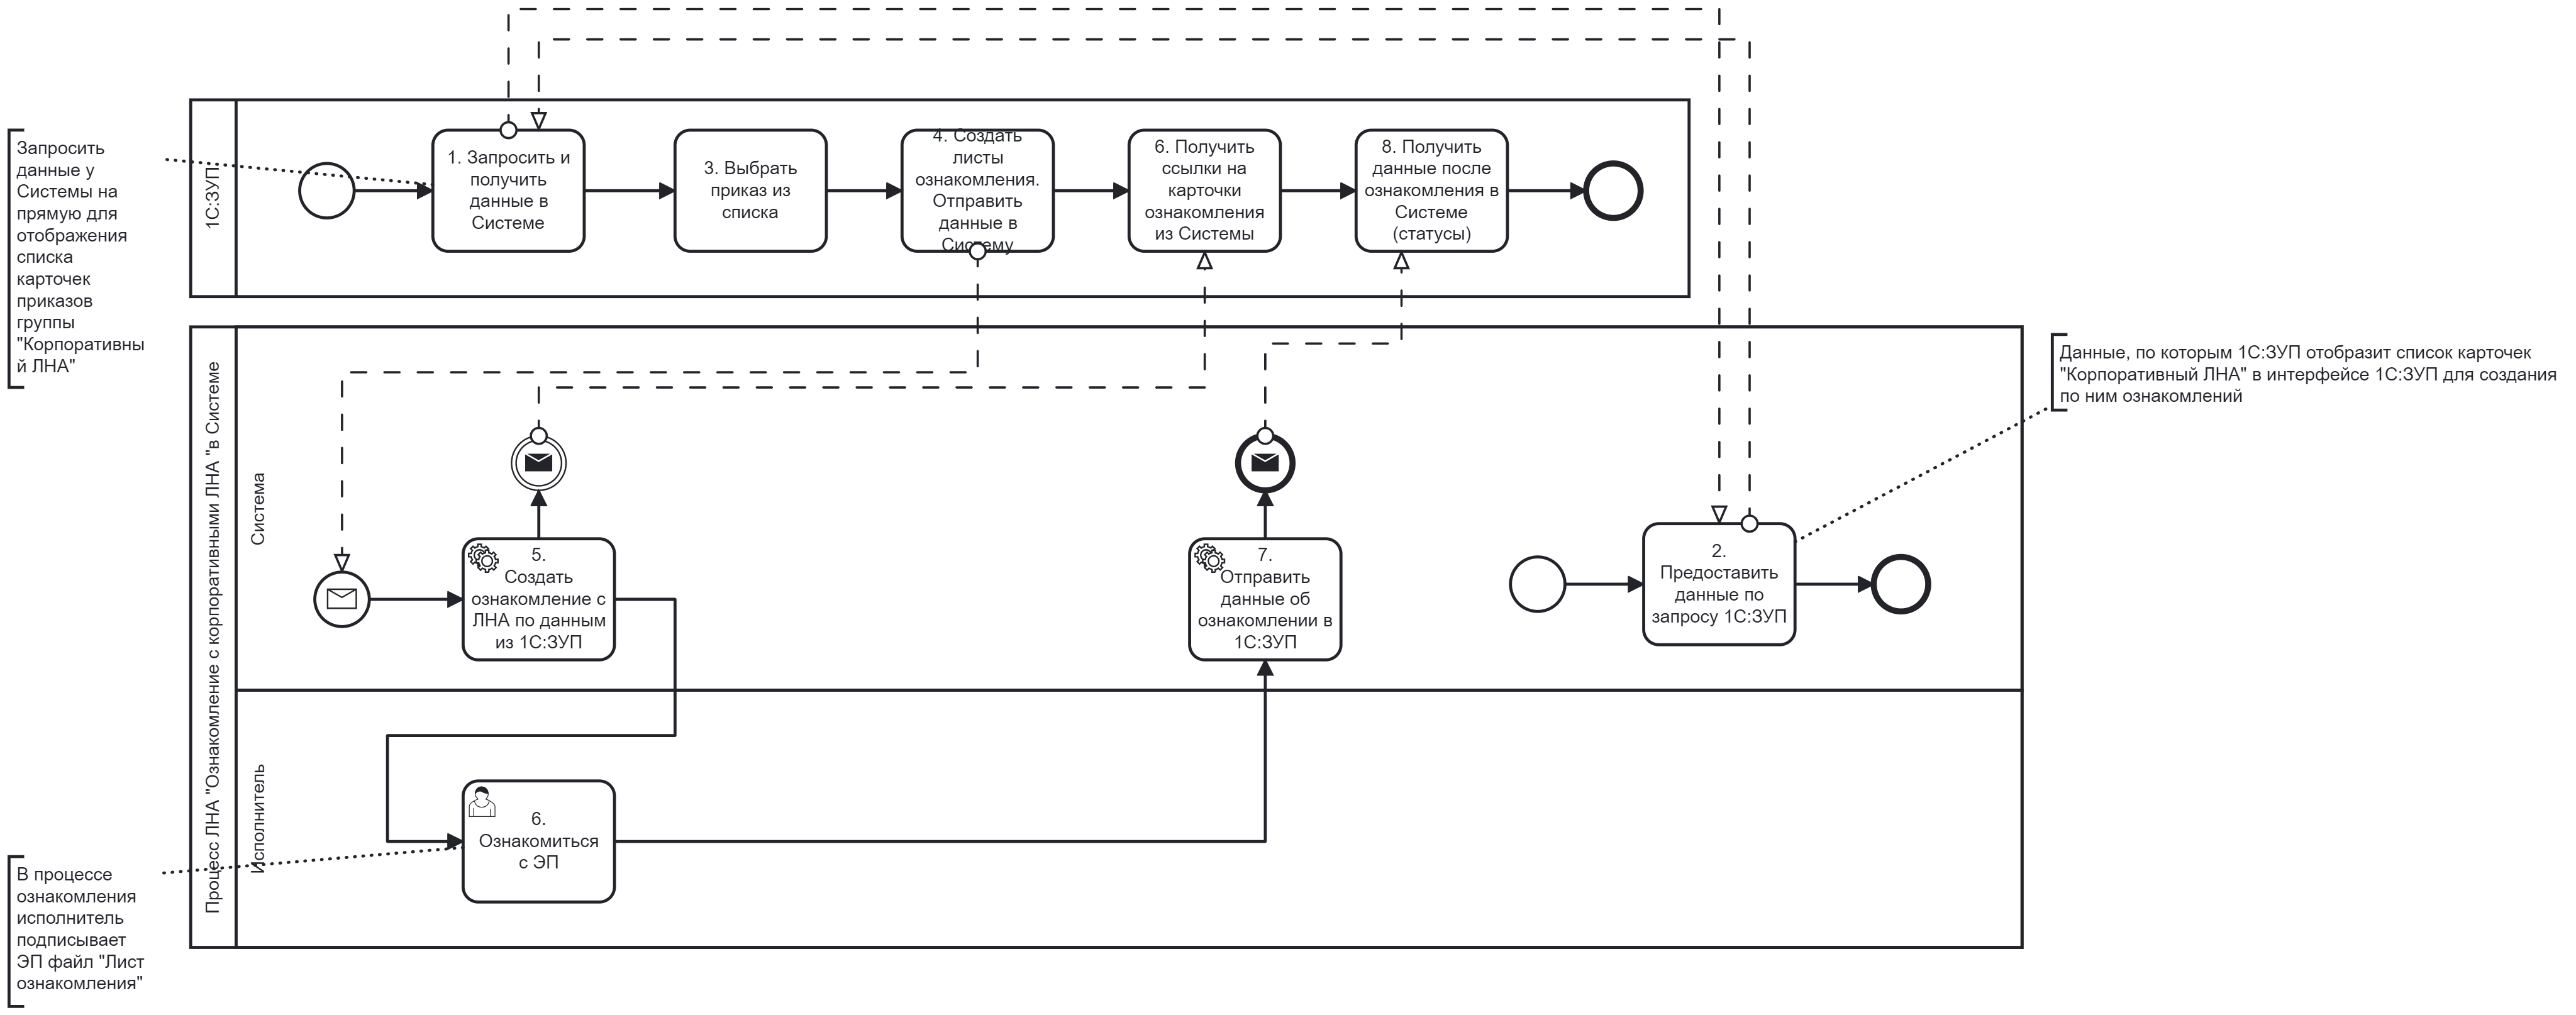 Запросить
данные у
Системы на
прямую для
отображения
списка
карточек
приказов
группы
"Корпоративны
й ЛНА"
1С:ЗУП
1. Запросить и
получить
данные в
Системе
3. Выбрать
приказ из
списка
4. Создать
листы
ознакомления.
Отправить
данные в
Систему
6. Получить
ссылки на
карточки
ознакомления
из Системы
8. Получить
данные после
ознакомления в
Системе
(статусы)
Процесс ЛНА "Ознакомление с корпоративными ЛНА "в Системе
Система
5.
Создать
ознакомление с
ЛНА по данным
из 1С:ЗУП
7.
Отправить
данные об
ознакомлении в
1С:ЗУП
2.
Предоставить
данные по
запросу 1С:ЗУП
Данные, по которым 1С:ЗУП отобразит список карточек
"Корпоративный ЛНА" в интерфейсе 1С:ЗУП для создания
по ним ознакомлений
Исполнитель
6.
Ознакомиться
с ЭП
В процессе
ознакомления
исполнитель
подписывает
ЭП файл "Лист
ознакомления"